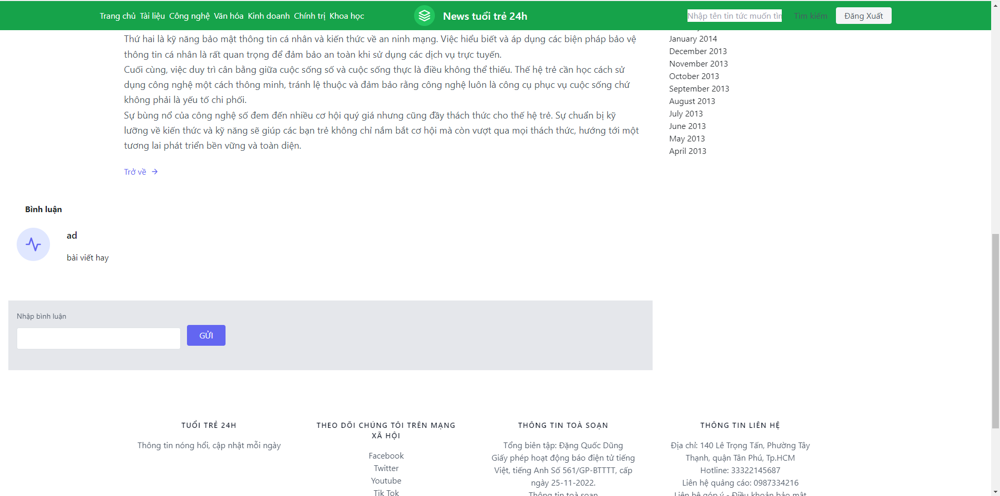 Trang chủ Tài liệu Công nghệ Văn hóa Kinh doanh Chính trị Khoa học
News tuổi trẻ 24h
Nhập tên tin tức muốn tìm
Tìm kiếm
Đăng Xuất
Thứ hai là kỹ năng bảo mật thông tin cá nhân và kiến thức về an ninh mạng. Việc hiểu biết và áp dụng các biện pháp bảo vệ
thông tin cá nhân là rất quan trọng để đảm bảo an toàn khi sử dụng các dịch vụ trực tuyến.
Cuối cùng, việc duy trì cân bằng giữa cuộc sống số và cuộc sống thực là điều không thể thiếu. Thế hệ trẻ cần học cách sử
dụng công nghệ một cách thông minh, tránh lệ thuộc và đảm bảo rằng công nghệ luôn là công cụ phục vụ cuộc sống chứ
không phải là yếu tố chi phối.
Sự bùng nổ của công nghệ số đem đến nhiều cơ hội quý giá nhưng cũng đầy thách thức cho thế hệ trẻ. Sự chuẩn bị kỹ
lưỡng về kiến thức và kỹ năng sẽ giúp các bạn trẻ không chỉ nắm bắt cơ hội mà còn vượt qua mọi thách thức, hướng tới một
tương lai phát triển bền vững và toàn diện.
Trở về
January 2014
December 2013
November 2013
October 2013
September 2013
August 2013
July 2013
June 2013
May 2013
April 2013
Bình luận
ad
bài viết hay
Nhập bình luận
GỬI
TUỔI TRẺ 24H
Thông tin nóng hổi, cập nhật mỗi ngày
THEO DÕI CHÚNG TÔI TRÊN MẠNG
XÃ HỘI
Facebook
Twitter
Youtube
Tik Tok
THÔNG TIN TOÀ SOẠN
Tổng biên tập: Đặng Quốc Dũng
Giấy phép hoạt động báo điện tử tiếng
Việt, tiếng Anh Số 561/GP-BTTTT, cấp
ngày 25-11-2022.
Thông tin toà soạn
THÔNG TIN LIÊN HỆ
Địa chỉ: 140 Lê Trọng Tấn, Phường Tây
Thạnh, quận Tân Phú, Tp.HCM
Hotline: 33322145687
Liên hệ quảng cáo: 0987334216
Liên hệ góp ý - Điều khoản bảo mật